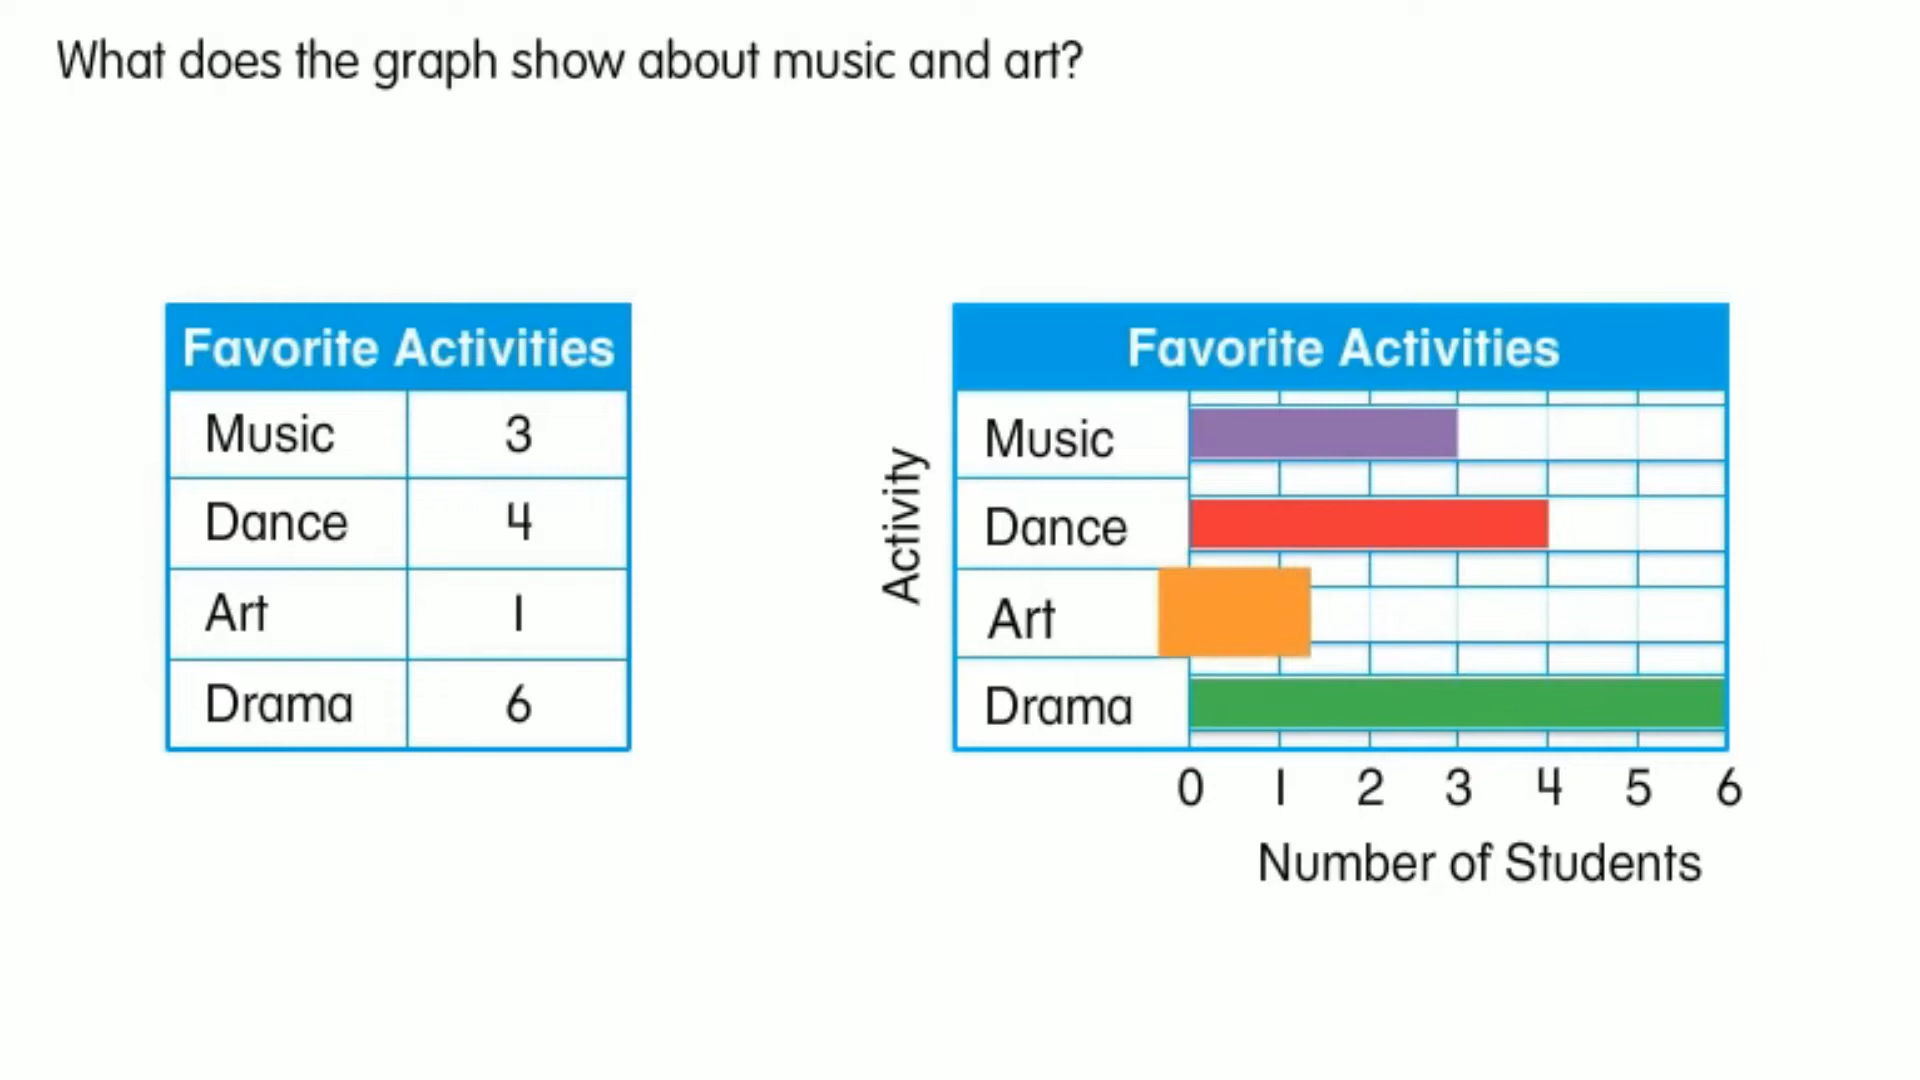 What does the graph show about music and art?
Favorite Activities
Music 3
Dance 4
Art 1
Drama 6
Favorite Activities
Activity
Music
Dance
Art
Drama
0 1 2 3 4 5 6
Number of Students